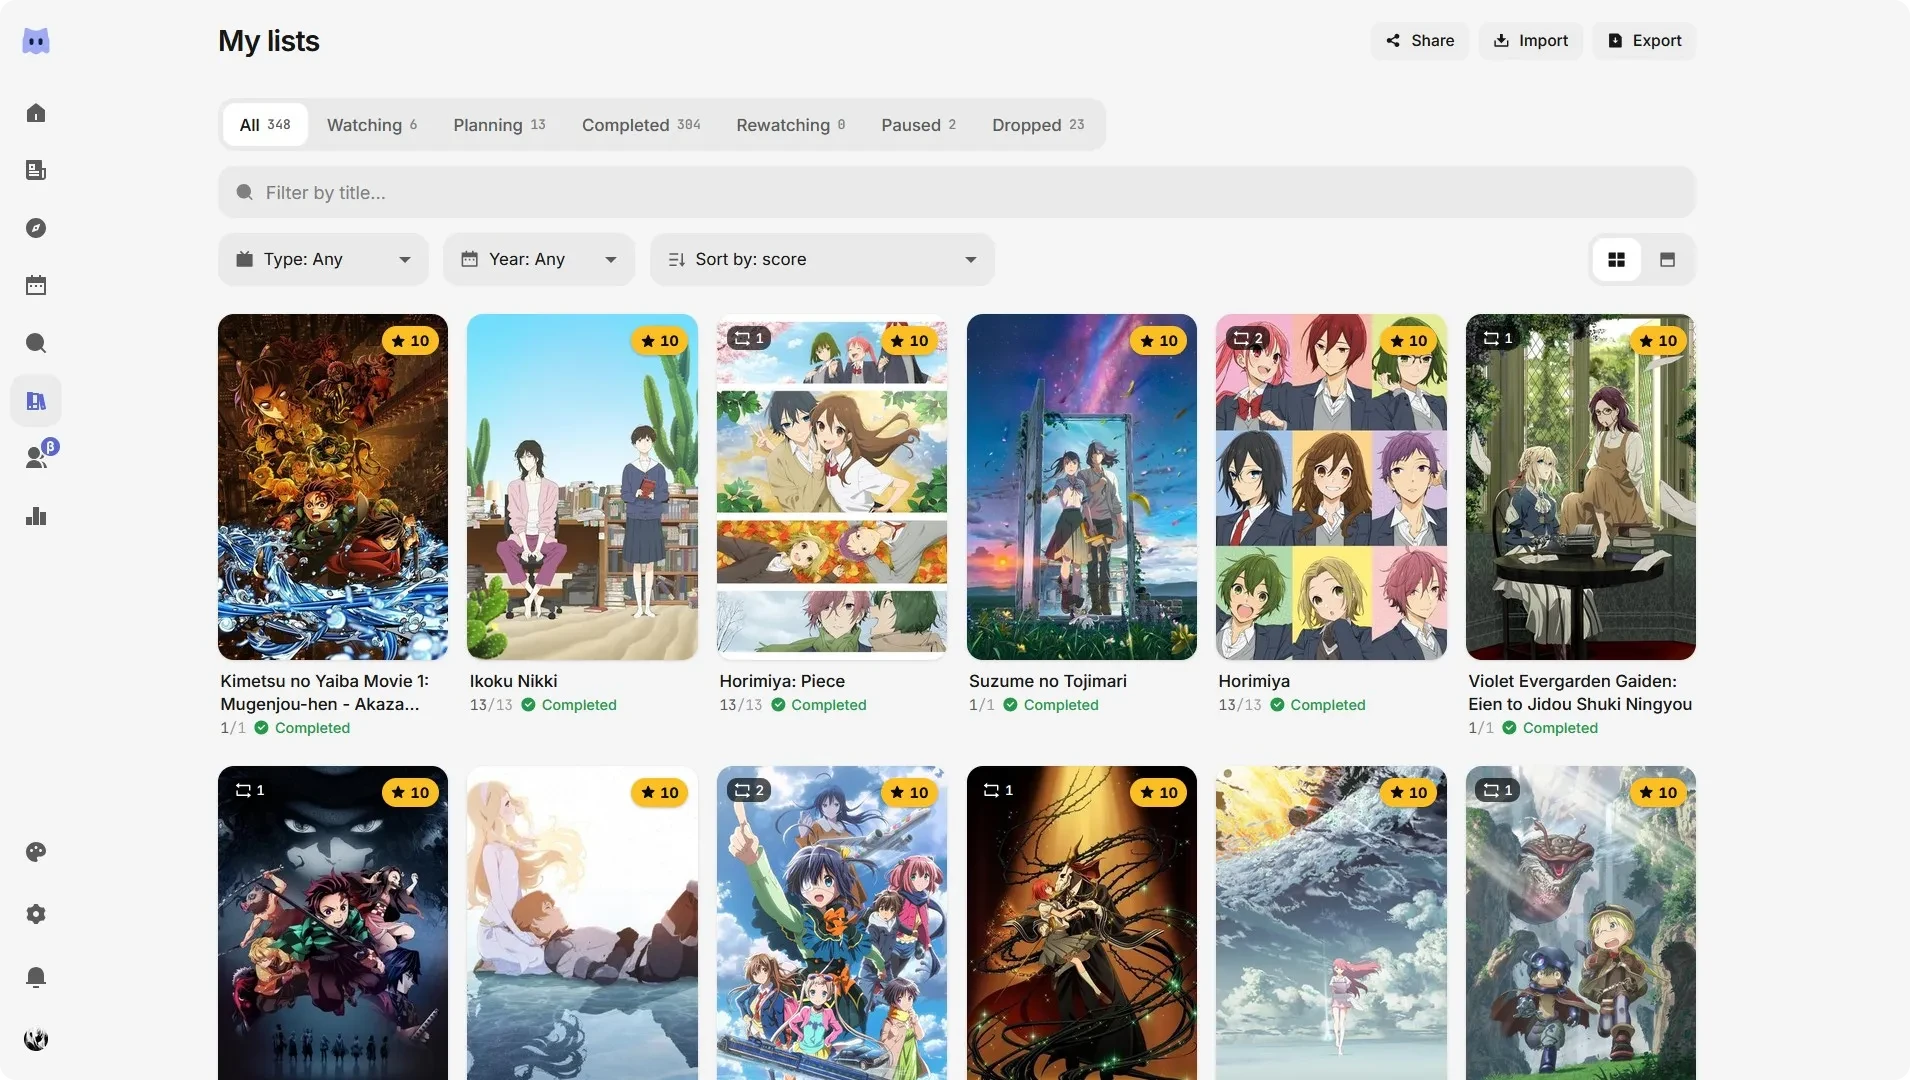 My lists
Share
Import
Export
All 348
Watching 6
Planning 13
Completed 304
Rewatching 0
Paused 2
Dropped 23
Filter by title...
Type: Any
Year: Any
Sort by: score
β
10
10
1
10
10
2
10
1
10
Kimetsu no Yaiba Movie 1:
Mugenjou-hen - Akaza...
1/1 Completed
Ikoku Nikki
13/13 Completed
Horimiya: Piece
13/13 Completed
Suzume no Tojimari
1/1 Completed
Horimiya
13/13 Completed
Violet Evergarden Gaiden:
Eien to Jidou Shuki Ningyou
1/1 Completed
1
10
10
2
10
1
10
10
1
10